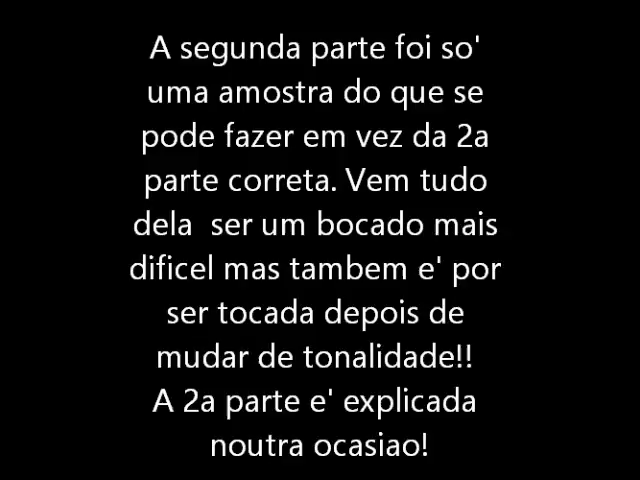 A segunda parte foi so'
uma amostra do que se
pode fazer em vez da 2a
parte correta. Vem tudo
dela  ser um bocado mais
dificel mas tambem e' por
ser tocada depois de
mudar de tonalidade!!
A 2a parte e' explicada
noutra ocasiao!